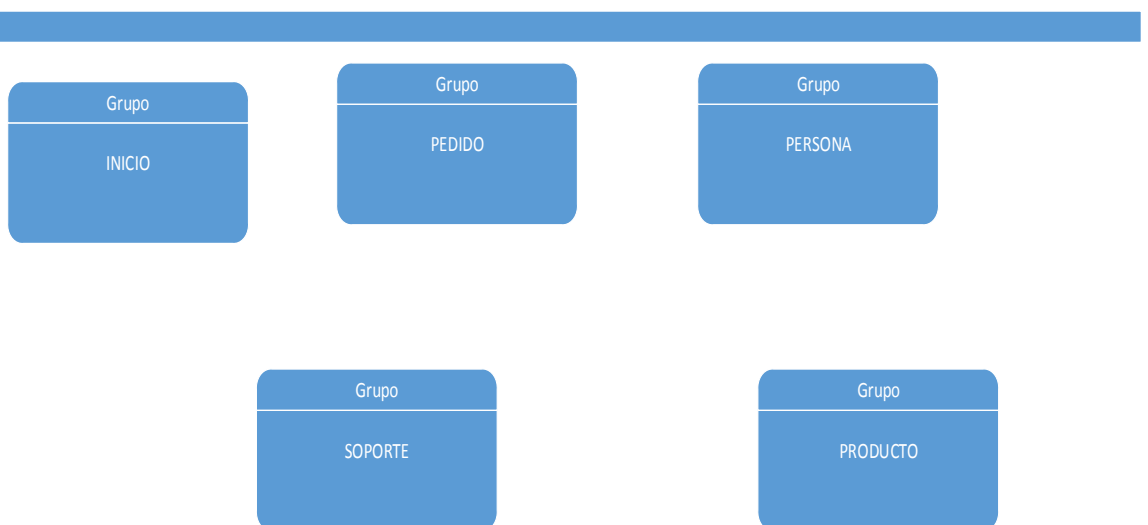 Grupo
INICIO
Grupo
PEDIDO
Grupo
PERSONA
Grupo
SOPORTE
Grupo
PRODUCTO